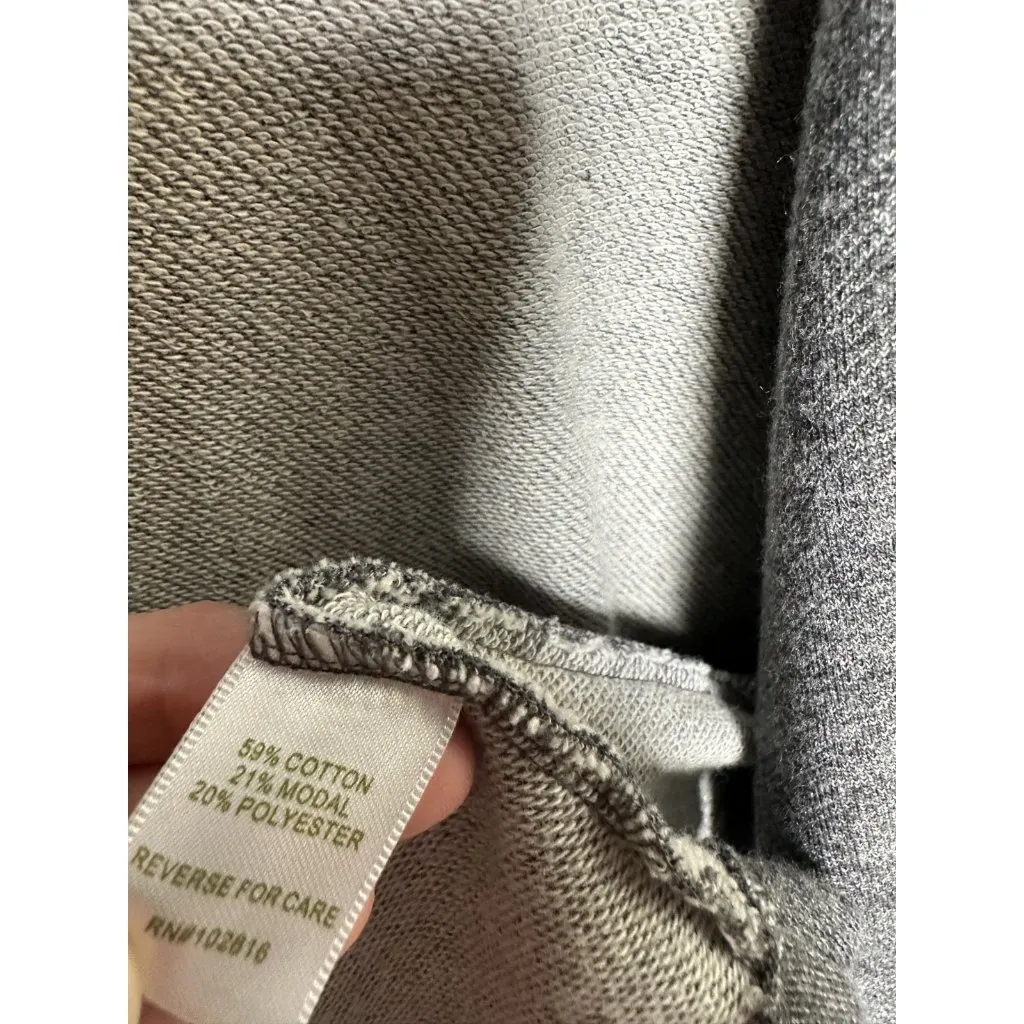 59% COTTON
21% MODAL
20% POLYESTER
REVERSE FOR CARE
RN#102816